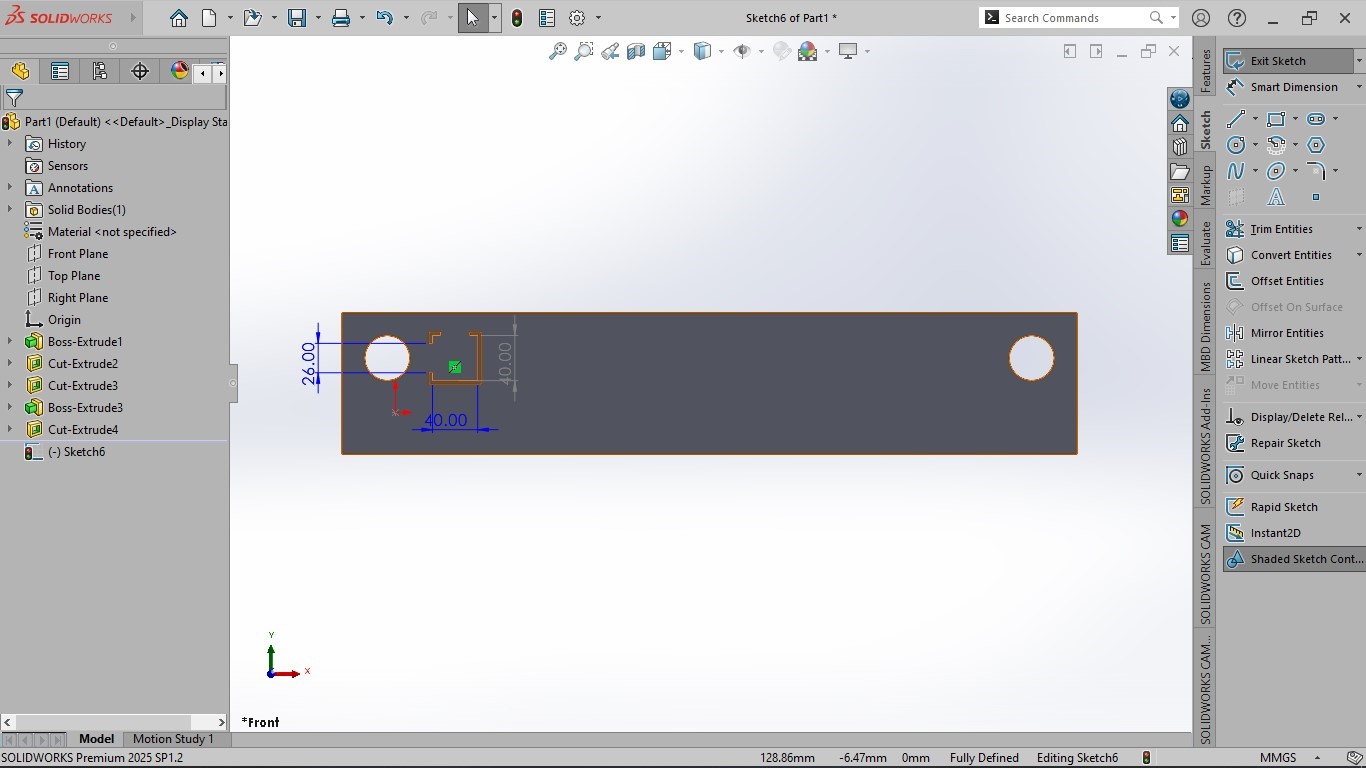 SOLIDWORKS
Sketch6 of Part1 *
Search Commands
Part1 (Default) <<Default>_Display Sta
History
Sensors
Annotations
Solid Bodies(1)
Material <not specified>
Front Plane
Top Plane
Right Plane
Origin
Boss-Extrude1
Cut-Extrude2
Cut-Extrude3
Boss-Extrude3
Cut-Extrude4
(-) Sketch6
26.00
40.00
40.00
Y
X
*Front
Features
Sketch
Markup
Evaluate
MBD Dimensions
SOLIDWORKS Add-Ins
SOLIDWORKS CAM
SOLIDWORKS CAM...
Exit Sketch
Smart Dimension
Trim Entities
Convert Entities
Offset Entities
Offset On Surface
Mirror Entities
Linear Sketch Patt...
Move Entities
Display/Delete Rel...
Repair Sketch
Quick Snaps
Rapid Sketch
Instant2D
Shaded Sketch Cont...
Model
Motion Study 1
SOLIDWORKS Premium 2025 SP1.2
128.86mm
-6.47mm
0mm
Fully Defined
Editing Sketch6
MMGS